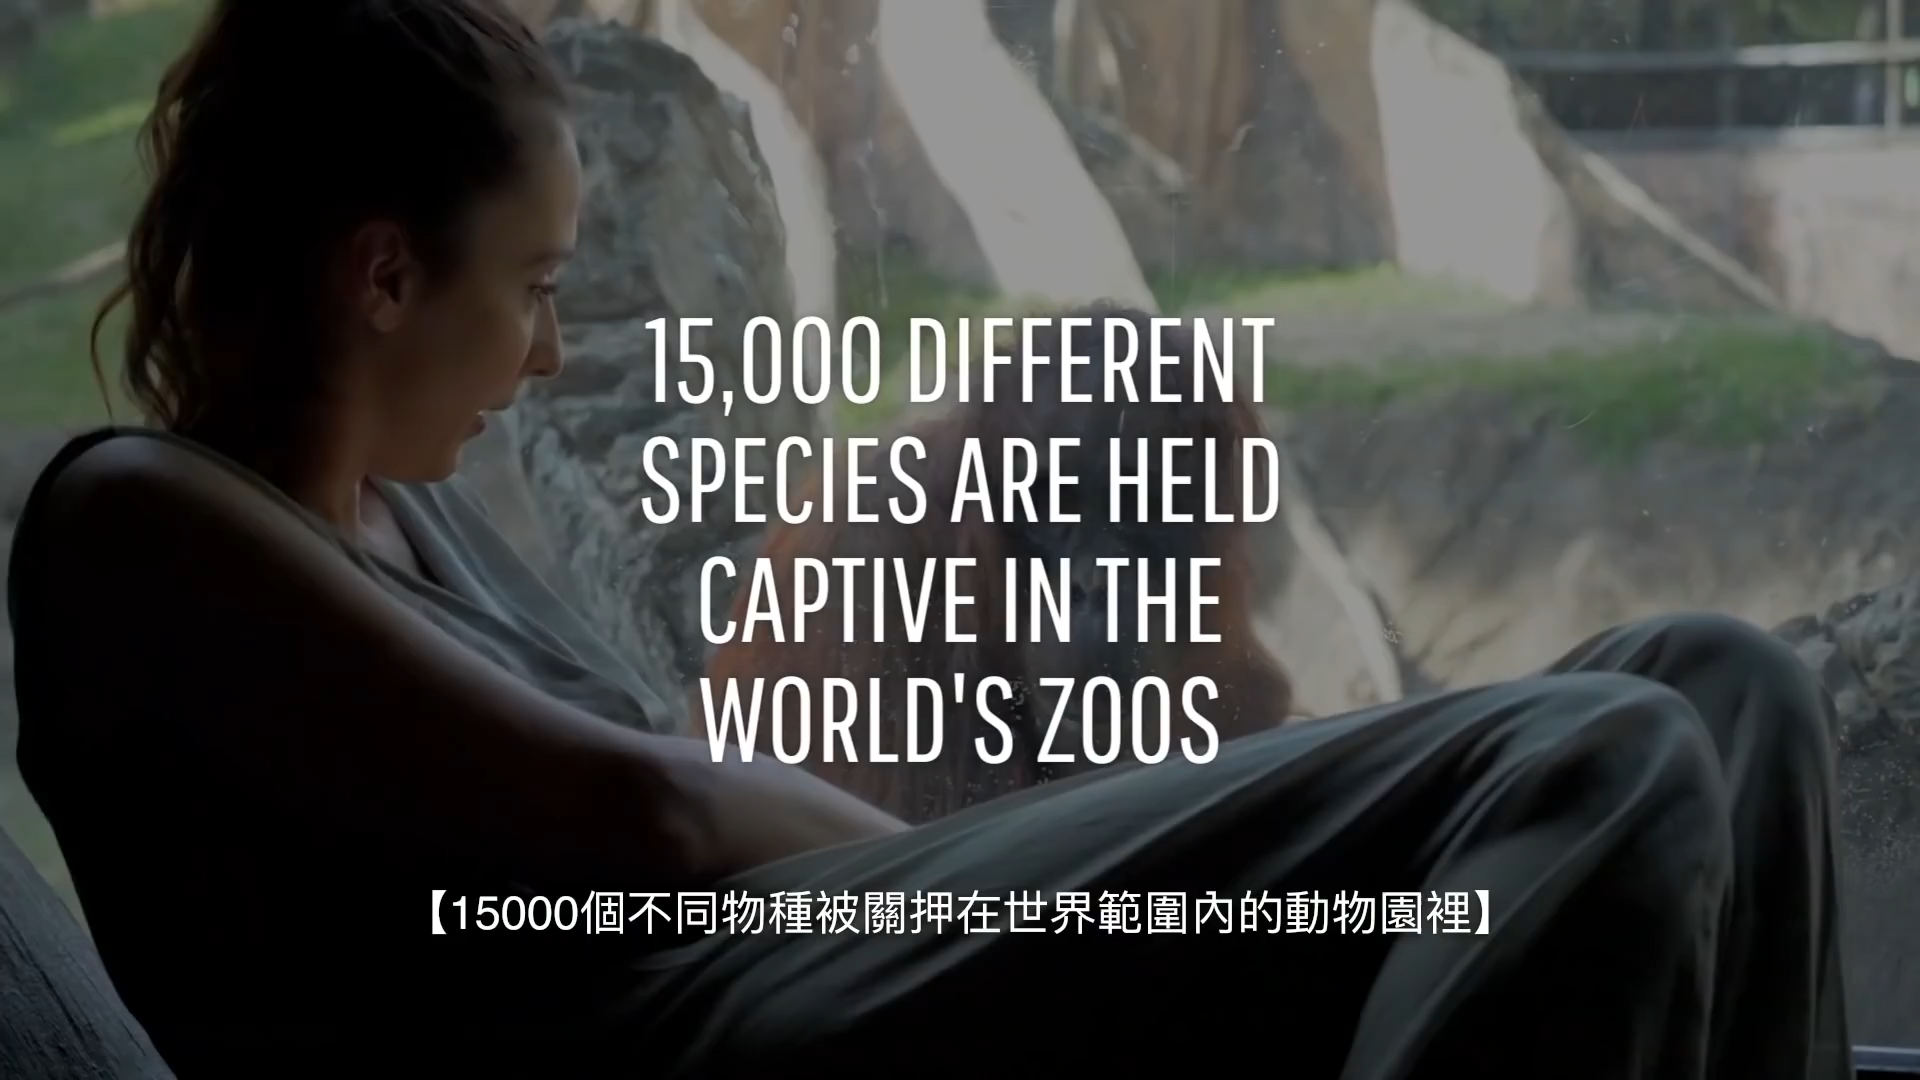 15,000 DIFFERENT
SPECIES ARE HELD
CAPTIVE IN THE
WORLD'S ZOOS
【15000個不同物種被關押在世界範圍內的動物園裡】